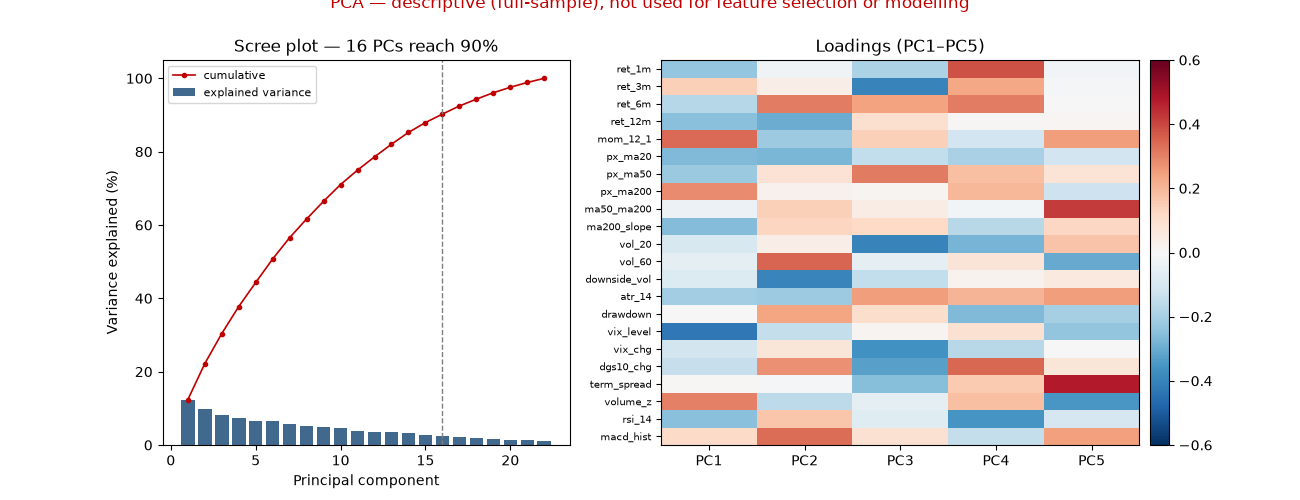 PCA — descriptive (full-sample), not used for feature selection or modelling
Scree plot — 16 PCs reach 90%
cumulative
explained variance
Variance explained (%)
100
80
60
40
20
0
0 5 10 15 20
Principal component
Loadings (PC1–PC5)
ret_1m
ret_3m
ret_6m
ret_12m
mom_12_1
px_ma20
px_ma50
px_ma200
ma50_ma200
ma200_slope
vol_20
vol_60
downside_vol
atr_14
drawdown
vix_level
vix_chg
dgs10_chg
term_spread
volume_z
rsi_14
macd_hist
PC1 PC2 PC3 PC4 PC5
0.6
0.4
0.2
0.0
−0.2
−0.4
−0.6